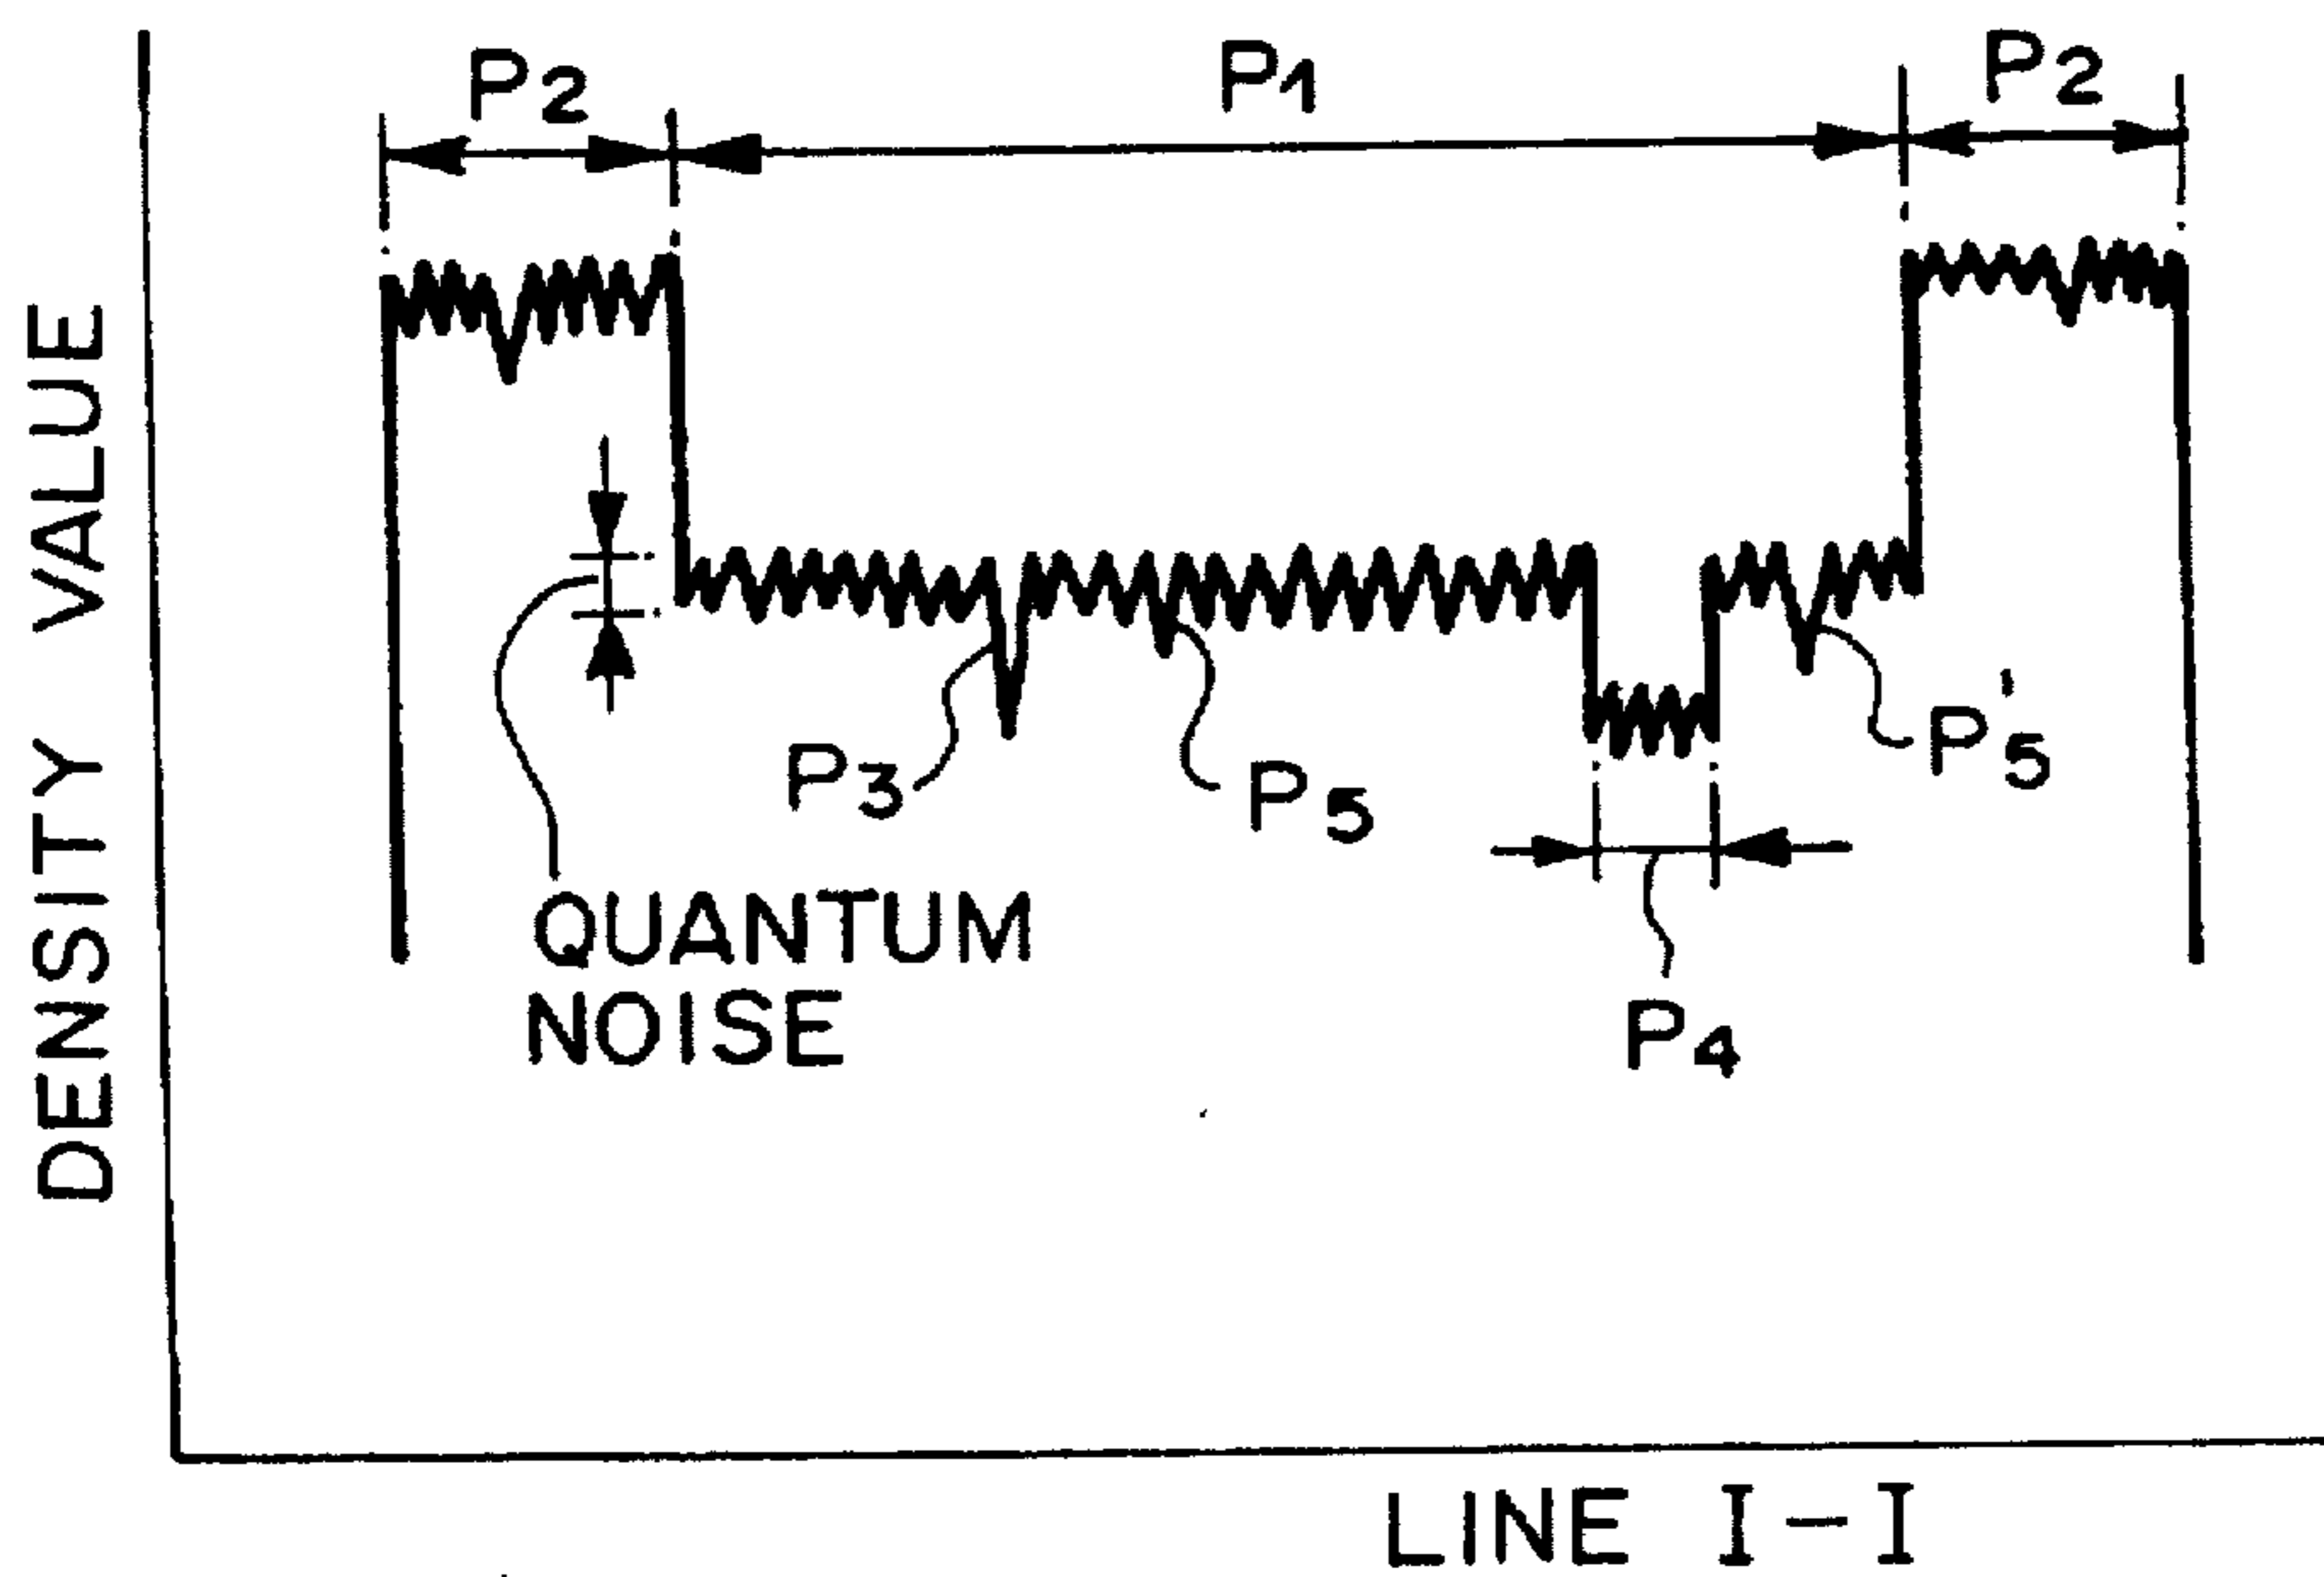 P2
P1
P2
DENSITY VALUE
P3
P5
P'5
QUANTUM
NOISE
P4
LINE I-I